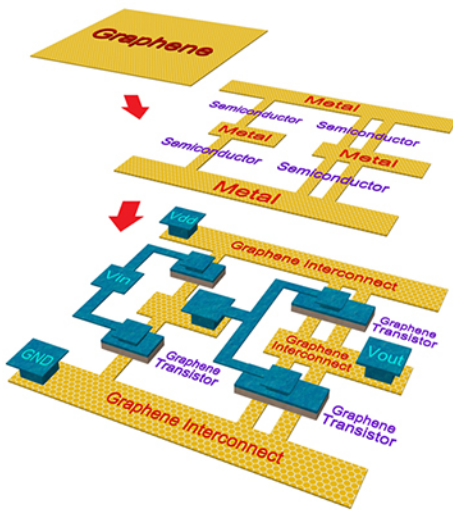 Graphene
Metal
Semiconductor
Semiconductor
Metal
Semiconductor
Metal
Semiconductor
Metal
Vdd
Graphene Interconnect
Vin
Graphene
Transistor
Graphene
Interconnect
Vout
GND
Graphene
Transistor
Graphene
Transistor
Graphene Interconnect